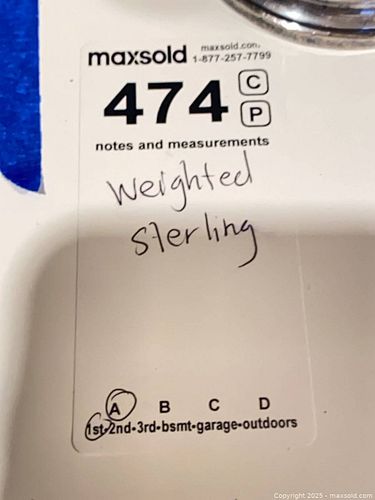 maxsold maxsold.com.
1-877-257-7799
474 C
P
notes and measurements
Weighted
sterling
A B C D
1st-2nd-3rd-bsmt-garage-outdoors
Copyright 2025 - maxsold.com